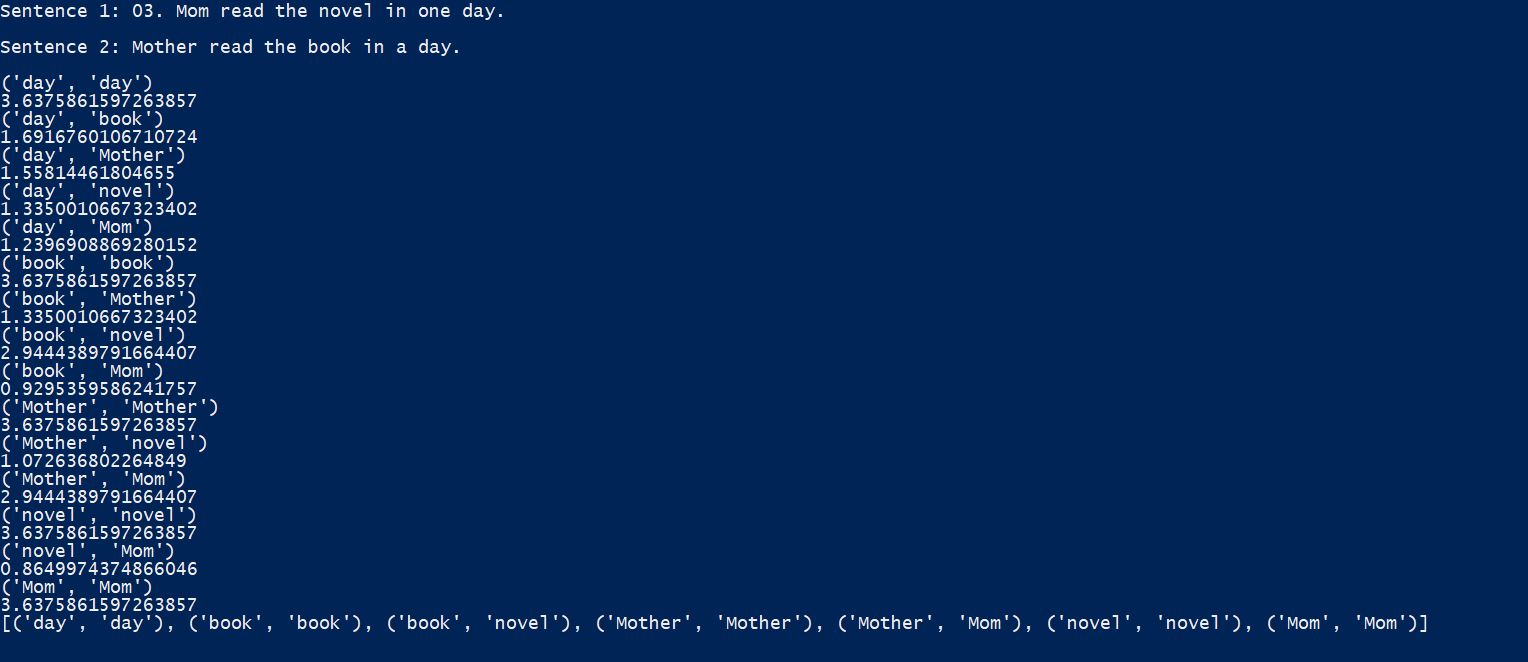 Sentence 1: 03. Mom read the novel in one day.
Sentence 2: Mother read the book in a day.
('day', 'day')
3.6375861597263857
('day', 'book')
1.6916760106710724
('day', 'Mother')
1.55814461804655
('day', 'novel')
1.3350010667323402
('day', 'Mom')
1.2396908869280152
('book', 'book')
3.6375861597263857
('book', 'Mother')
1.3350010667323402
('book', 'novel')
2.9444389791664407
('book', 'Mom')
0.9295359586241757
('Mother', 'Mother')
3.6375861597263857
('Mother', 'novel')
1.072636802264849
('Mother', 'Mom')
2.9444389791664407
('novel', 'novel')
3.6375861597263857
('novel', 'Mom')
0.8649974374866046
('Mom', 'Mom')
3.6375861597263857
[('day', 'day'), ('book', 'book'), ('book', 'novel'), ('Mother', 'Mother'), ('Mother', 'Mom'), ('novel', 'novel'), ('Mom', 'Mom')]